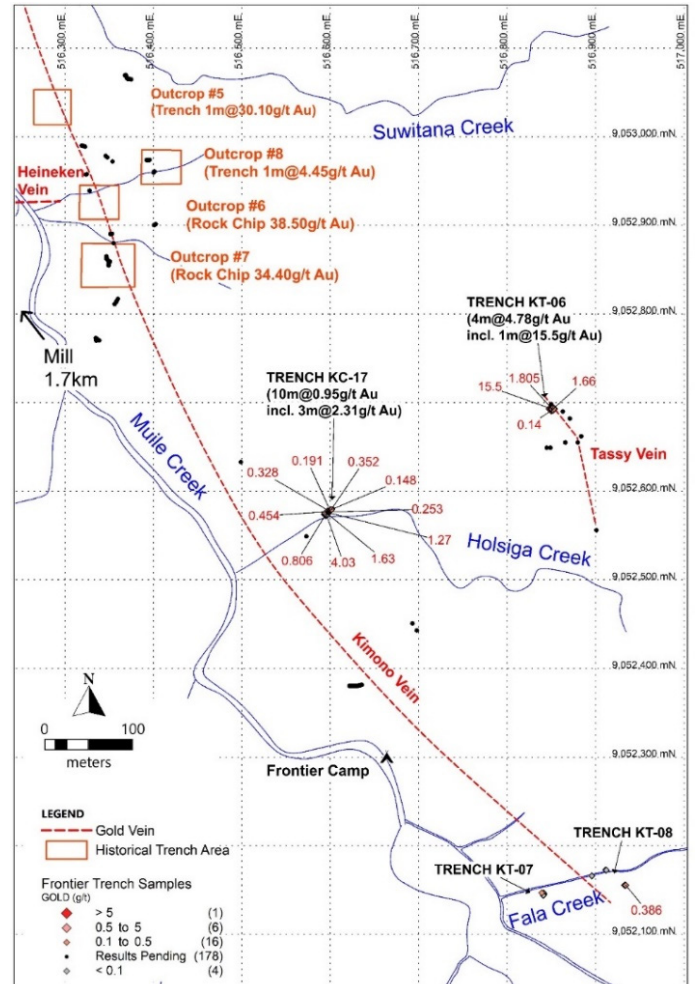 516,300 mE
516,400 mE
516,500 mE
516,600 mE
516,700 mE
516,800 mE
516,900 mE
517,000 mE
Outcrop #5
(Trench 1m@30.10g/t Au)
Suwitana Creek
9,053,000 mN
Heineken
Vein
Outcrop #8
(Trench 1m@4.45g/t Au)
Outcrop #6
(Rock Chip 38.50g/t Au)
9,052,900 mN
Outcrop #7
(Rock Chip 34.40g/t Au)
TRENCH KT-06
(4m@4.78g/t Au
incl. 1m@15.5g/t Au)
9,052,800 mN
Mill
1.7km
TRENCH KC-17
(10m@0.95g/t Au
incl. 3m@2.31g/t Au)
15.5
1.805
1.66
0.14
9,052,700 mN
Tassy Vein
Muile Creek
0.328
0.191
0.352
0.148
0.454
0.253
1.27
0.806
4.03
1.63
9,052,600 mN
Holsiga Creek
9,052,500 mN
Kimono Vein
9,052,400 mN
N
0
100
meters
Frontier Camp
9,052,300 mN
LEGEND
Gold Vein
Historical Trench Area
TRENCH KT-08
9,052,200 mN
TRENCH KT-07
Fala Creek
0.386
9,052,100 mN
Frontier Trench Samples
GOLD (g/t)
> 5 (1)
0.5 to 5 (6)
0.1 to 0.5 (16)
Results Pending (178)
< 0.1 (4)